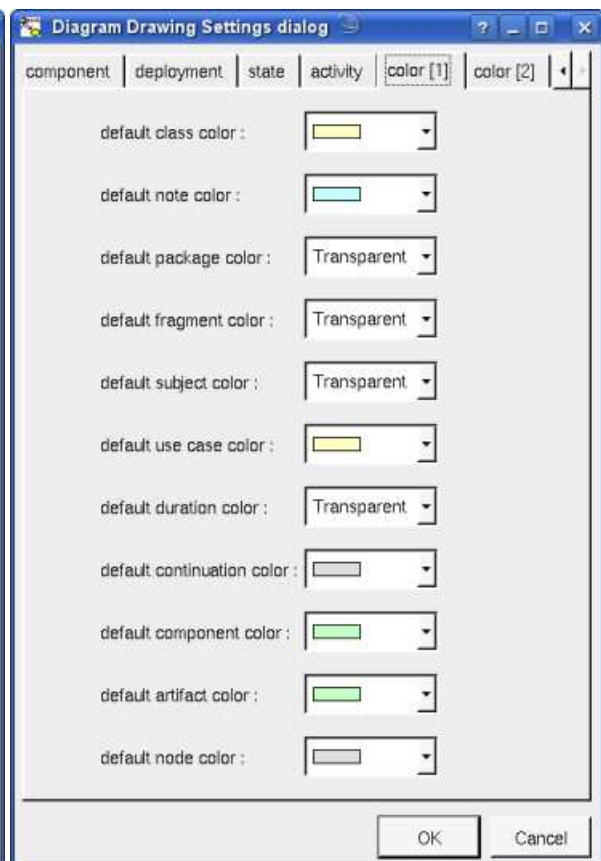 Diagram Drawing Settings dialog
component deployment state activity color [1] color [2]
default class color :
default note color :
default package color : Transparent
default fragment color : Transparent
default subject color : Transparent
default use case color :
default duration color : Transparent
default continuation color :
default component color :
default artifact color :
default node color :
OK Cancel